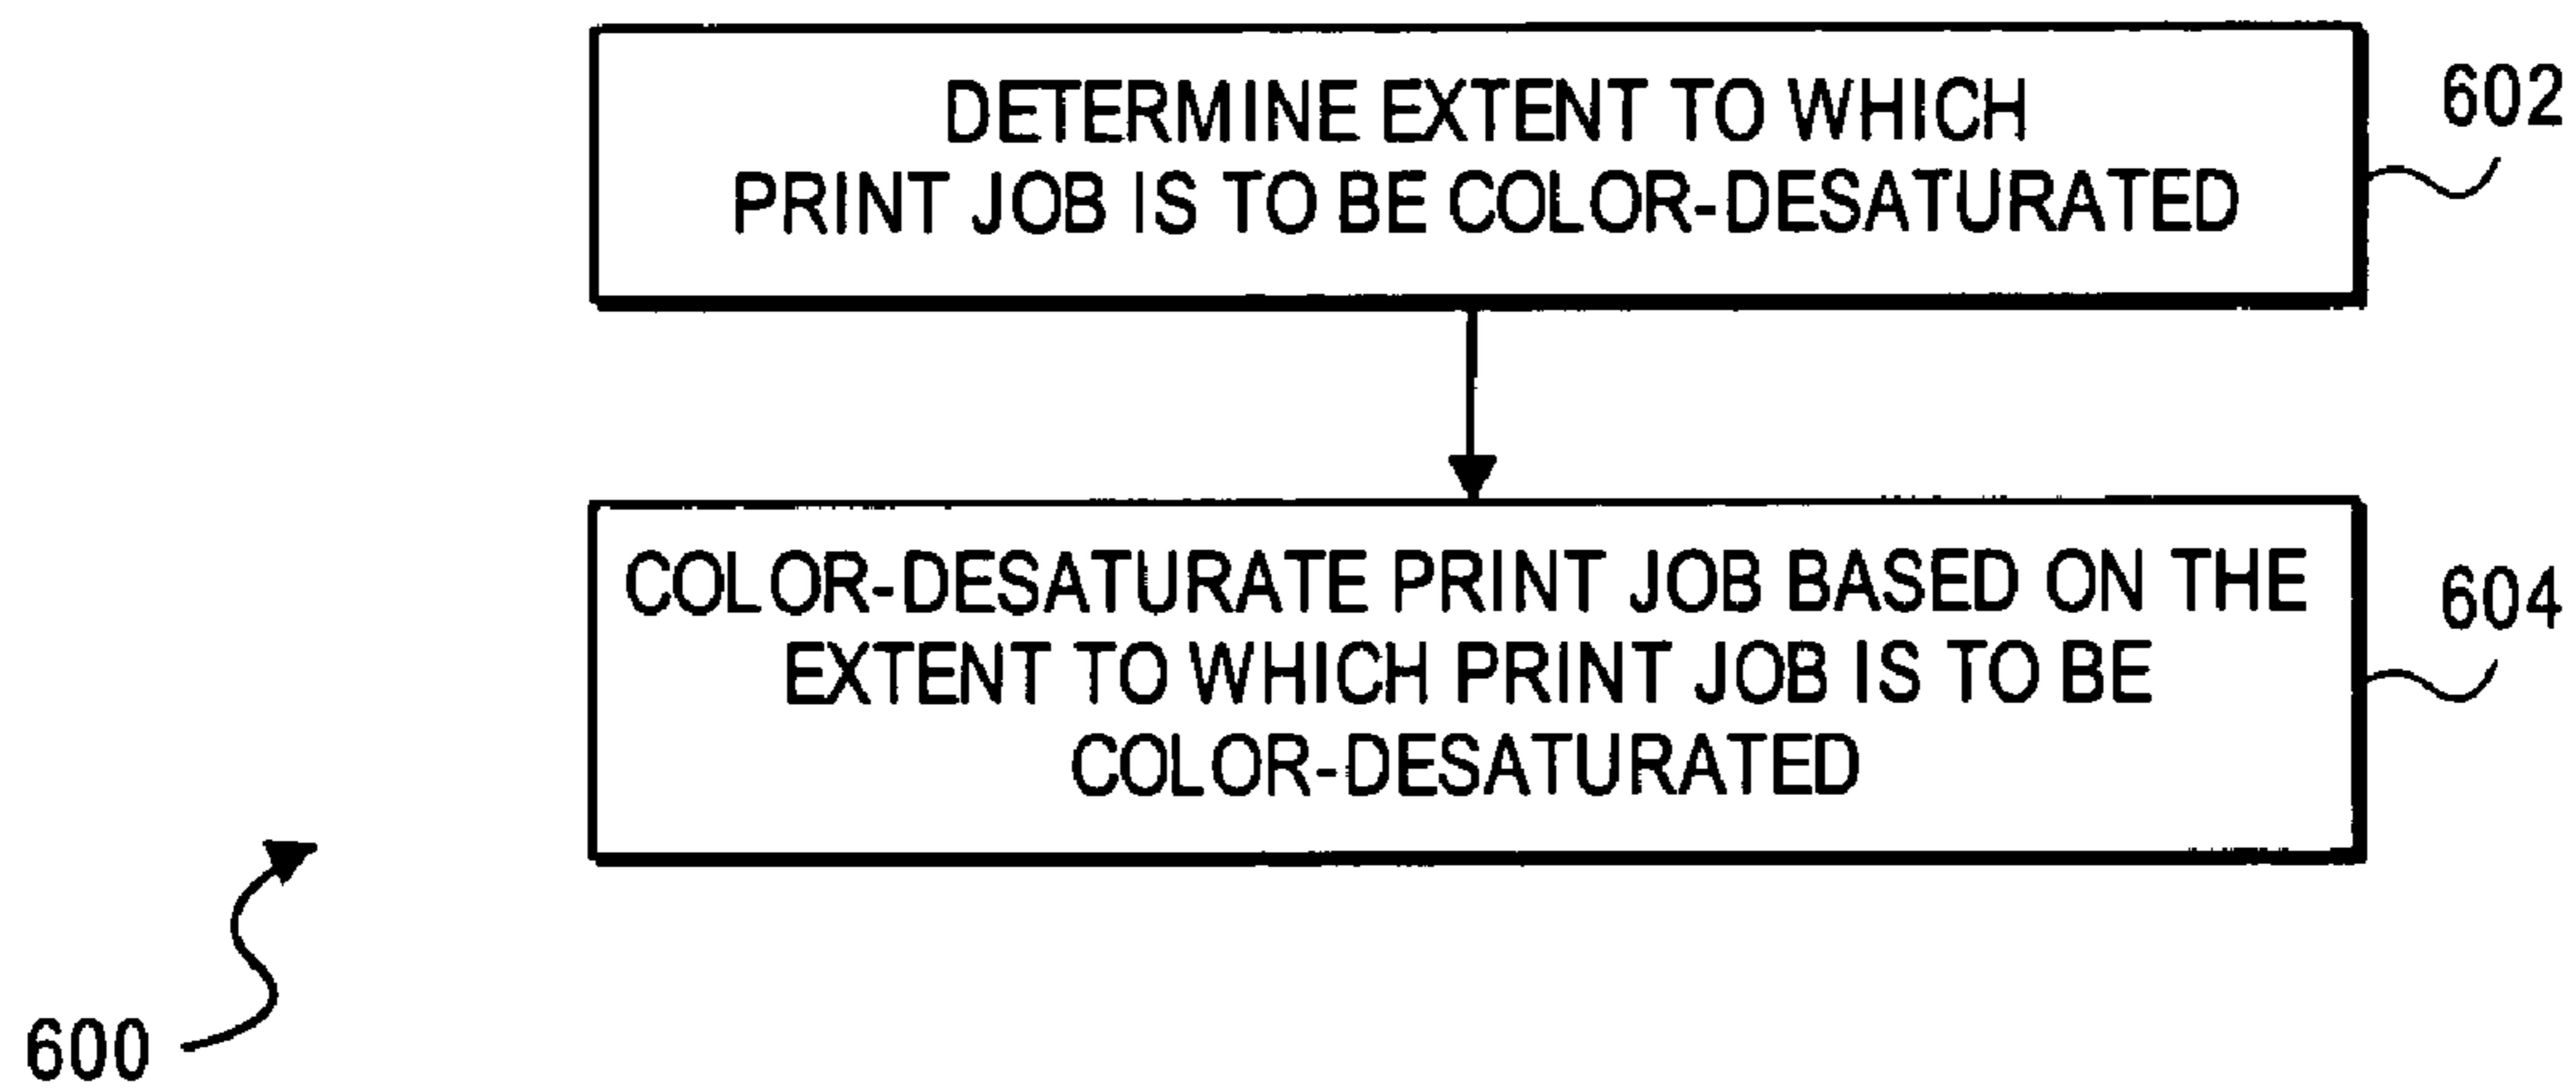 DETERMINE EXTENT TO WHICH
PRINT JOB IS TO BE COLOR-DESATURATED
602
COLOR-DESATURATE PRINT JOB BASED ON THE
EXTENT TO WHICH PRINT JOB IS TO BE
COLOR-DESATURATED
604
600